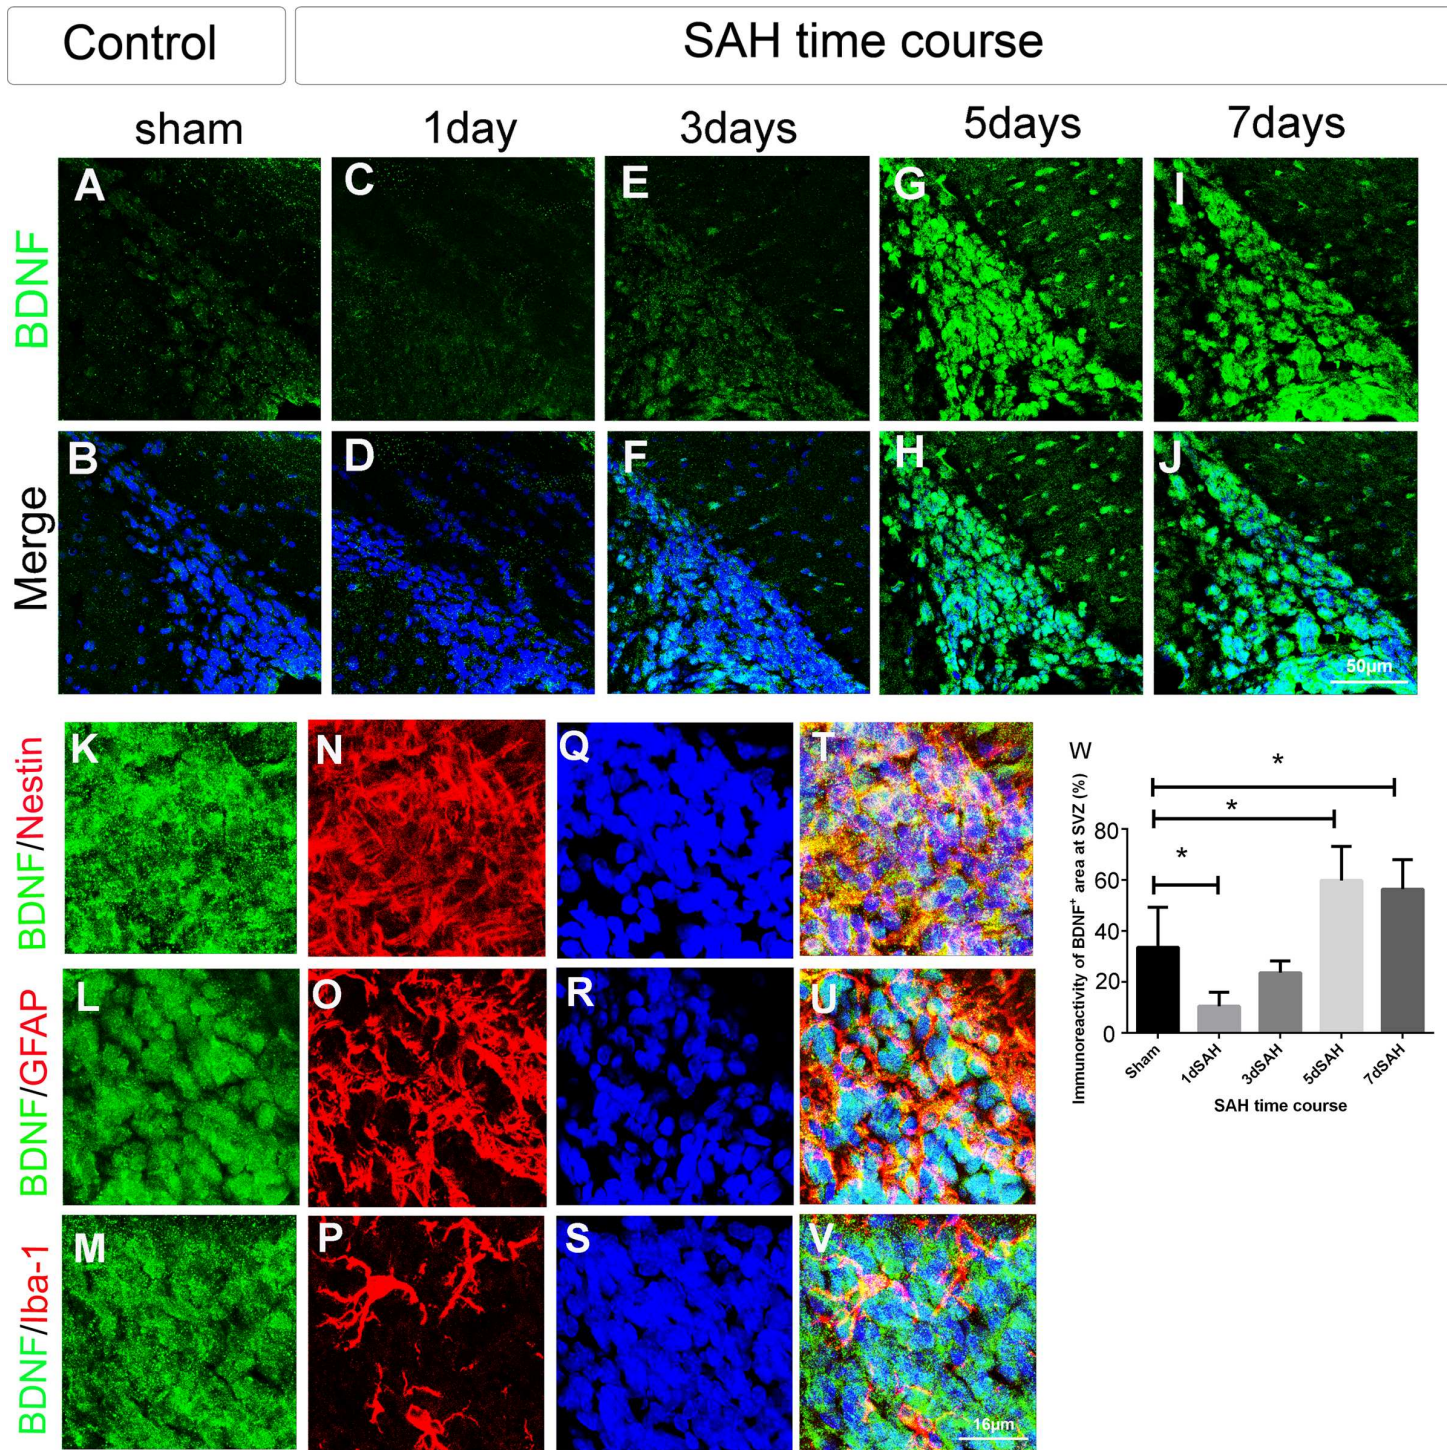 Control
SAH time course
sham
1day
3days
5days
7days
BDNF
A
C
E
G
I
Merge
B
D
F
H
J
50µm
BDNF/Nestin
K
N
Q
T
BDNF/GFAP
L
O
R
U
BDNF/Iba-1
M
P
S
V
16µm
W
Immunoreactivity of BDNF⁺ area at SVZ (%)
*
*
*
80
60
40
20
0
Sham
1dSAH
3dSAH
5dSAH
7dSAH
SAH time course